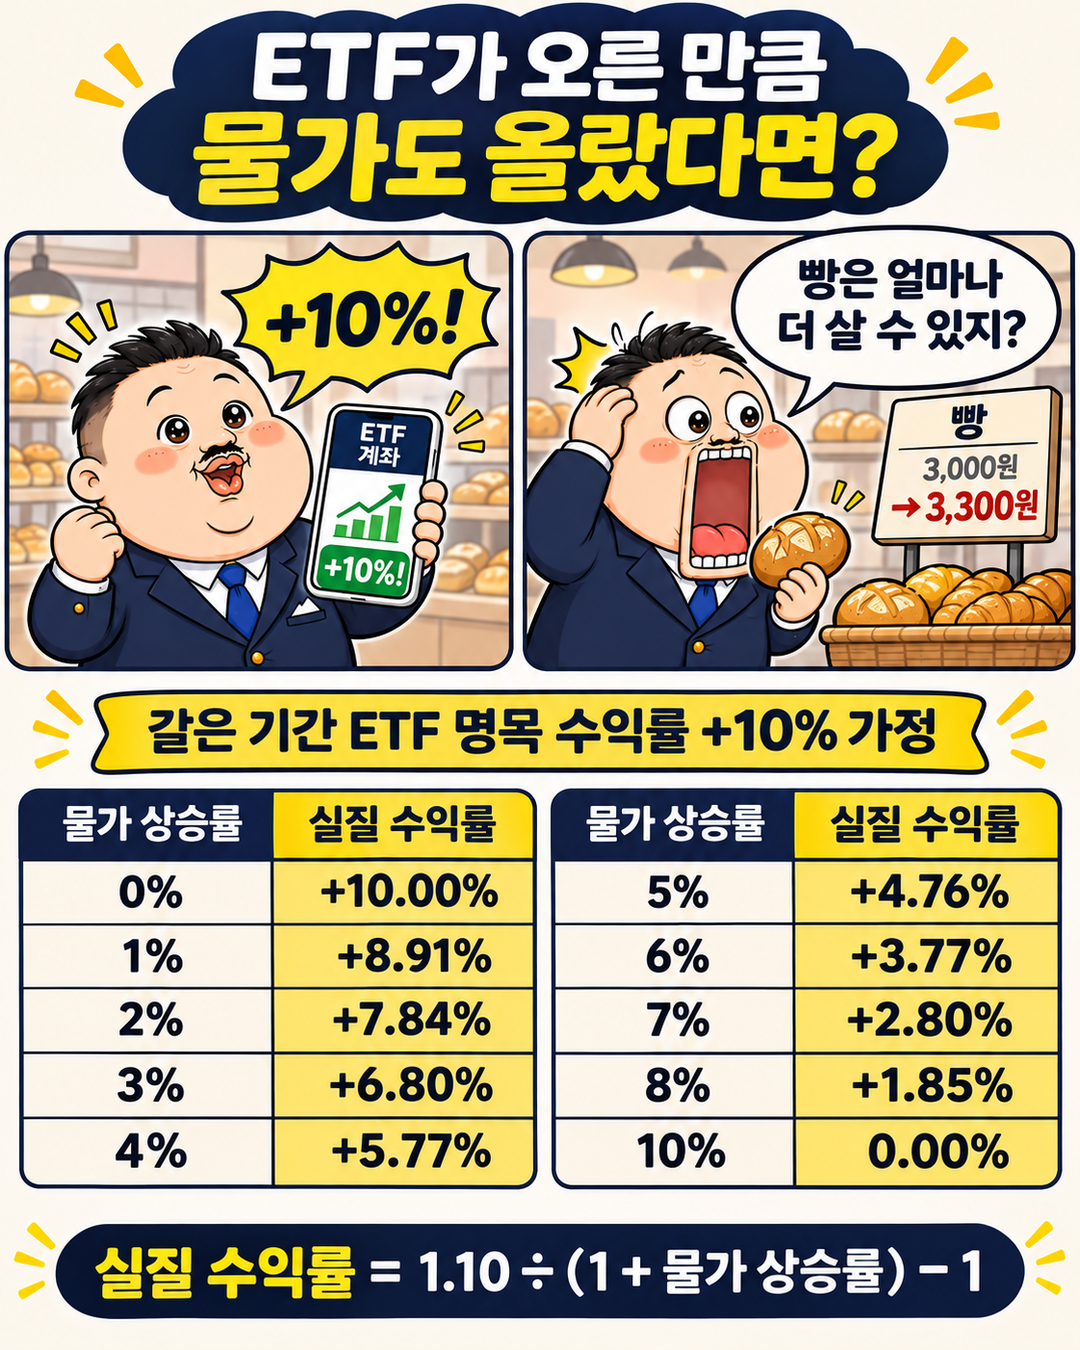 ETF가 오른 만큼
물가도 올랐다면?
+10%!
ETF
계좌
+10%!
빵은 얼마나
더 살 수 있지?
빵
3,000원
→ 3,300원
같은 기간 ETF 명목 수익률 +10% 가정
물가 상승률 실질 수익률
0% +10.00%
1% +8.91%
2% +7.84%
3% +6.80%
4% +5.77%
물가 상승률 실질 수익률
5% +4.76%
6% +3.77%
7% +2.80%
8% +1.85%
10% 0.00%
실질 수익률 = 1.10 ÷ (1 + 물가 상승률) − 1